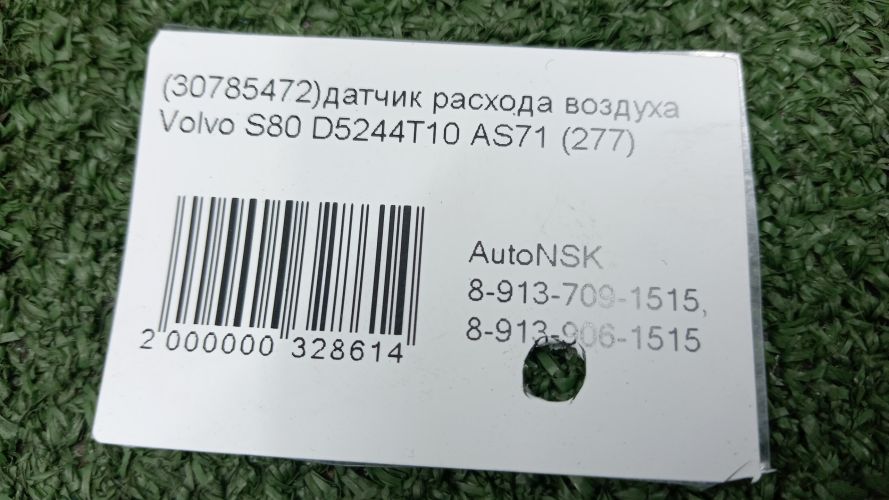 (30785472)датчик расхода воздуха
Volvo S80 D5244T10 AS71 (277)
AutoNSK
8-913-709-1515,
8-913-906-1515
2 000000 328614